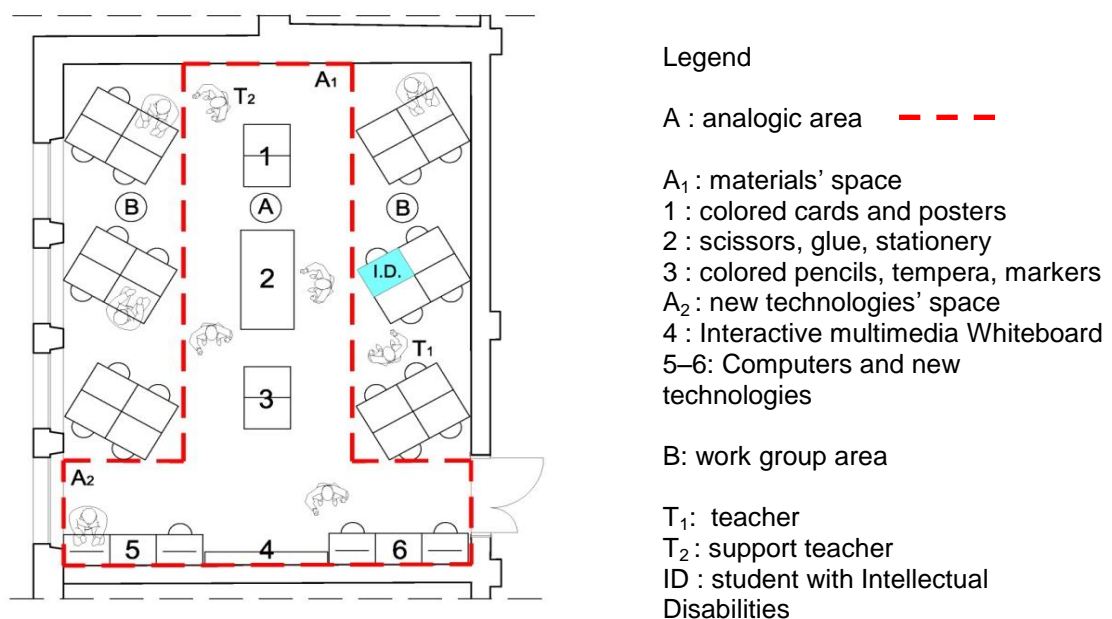 A₁
T₂
1
B
A
B
2
I.D.
T₁
3
A₂
5
4
6
Legend
A : analogic area
A₁ : materials’ space
1 : colored cards and posters
2 : scissors, glue, stationery
3 : colored pencils, tempera, markers
A₂ : new technologies’ space
4 : Interactive multimedia Whiteboard
5–6: Computers and new
technologies
B: work group area
T₁: teacher
T₂ : support teacher
ID : student with Intellectual
Disabilities